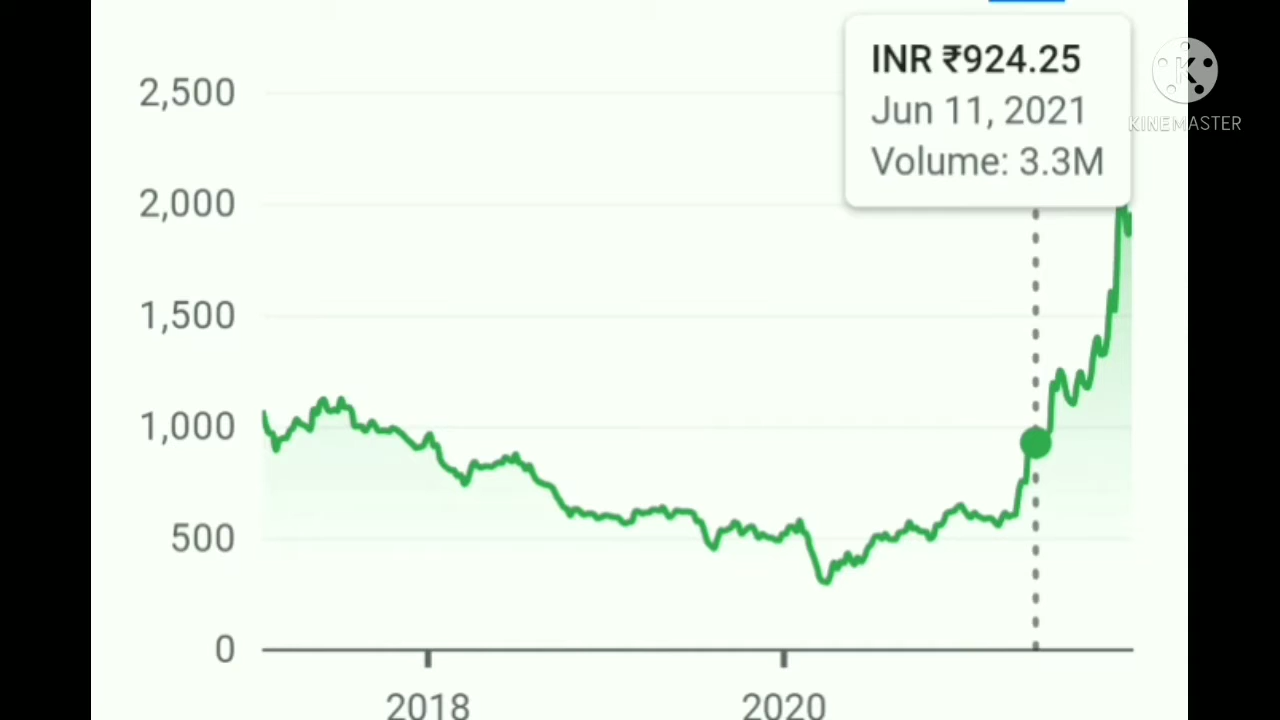 INR ₹924.25
Jun 11, 2021
Volume: 3.3M
K
KINEMASTER
2,500
2,000
1,500
1,000
500
0
2018
2020